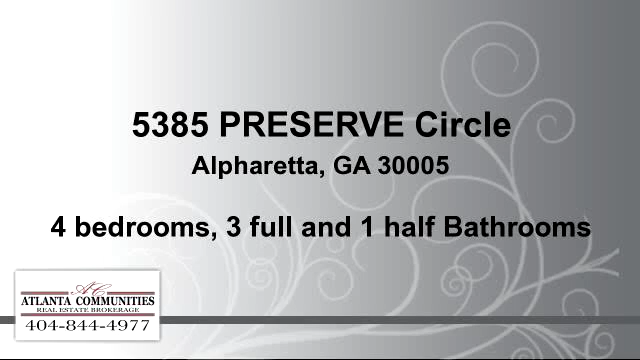 5385 PRESERVE Circle
Alpharetta, GA 30005
4 bedrooms, 3 full and 1 half Bathrooms
AC
ATLANTA COMMUNITIES
REAL ESTATE BROKERAGE
404-844-4977